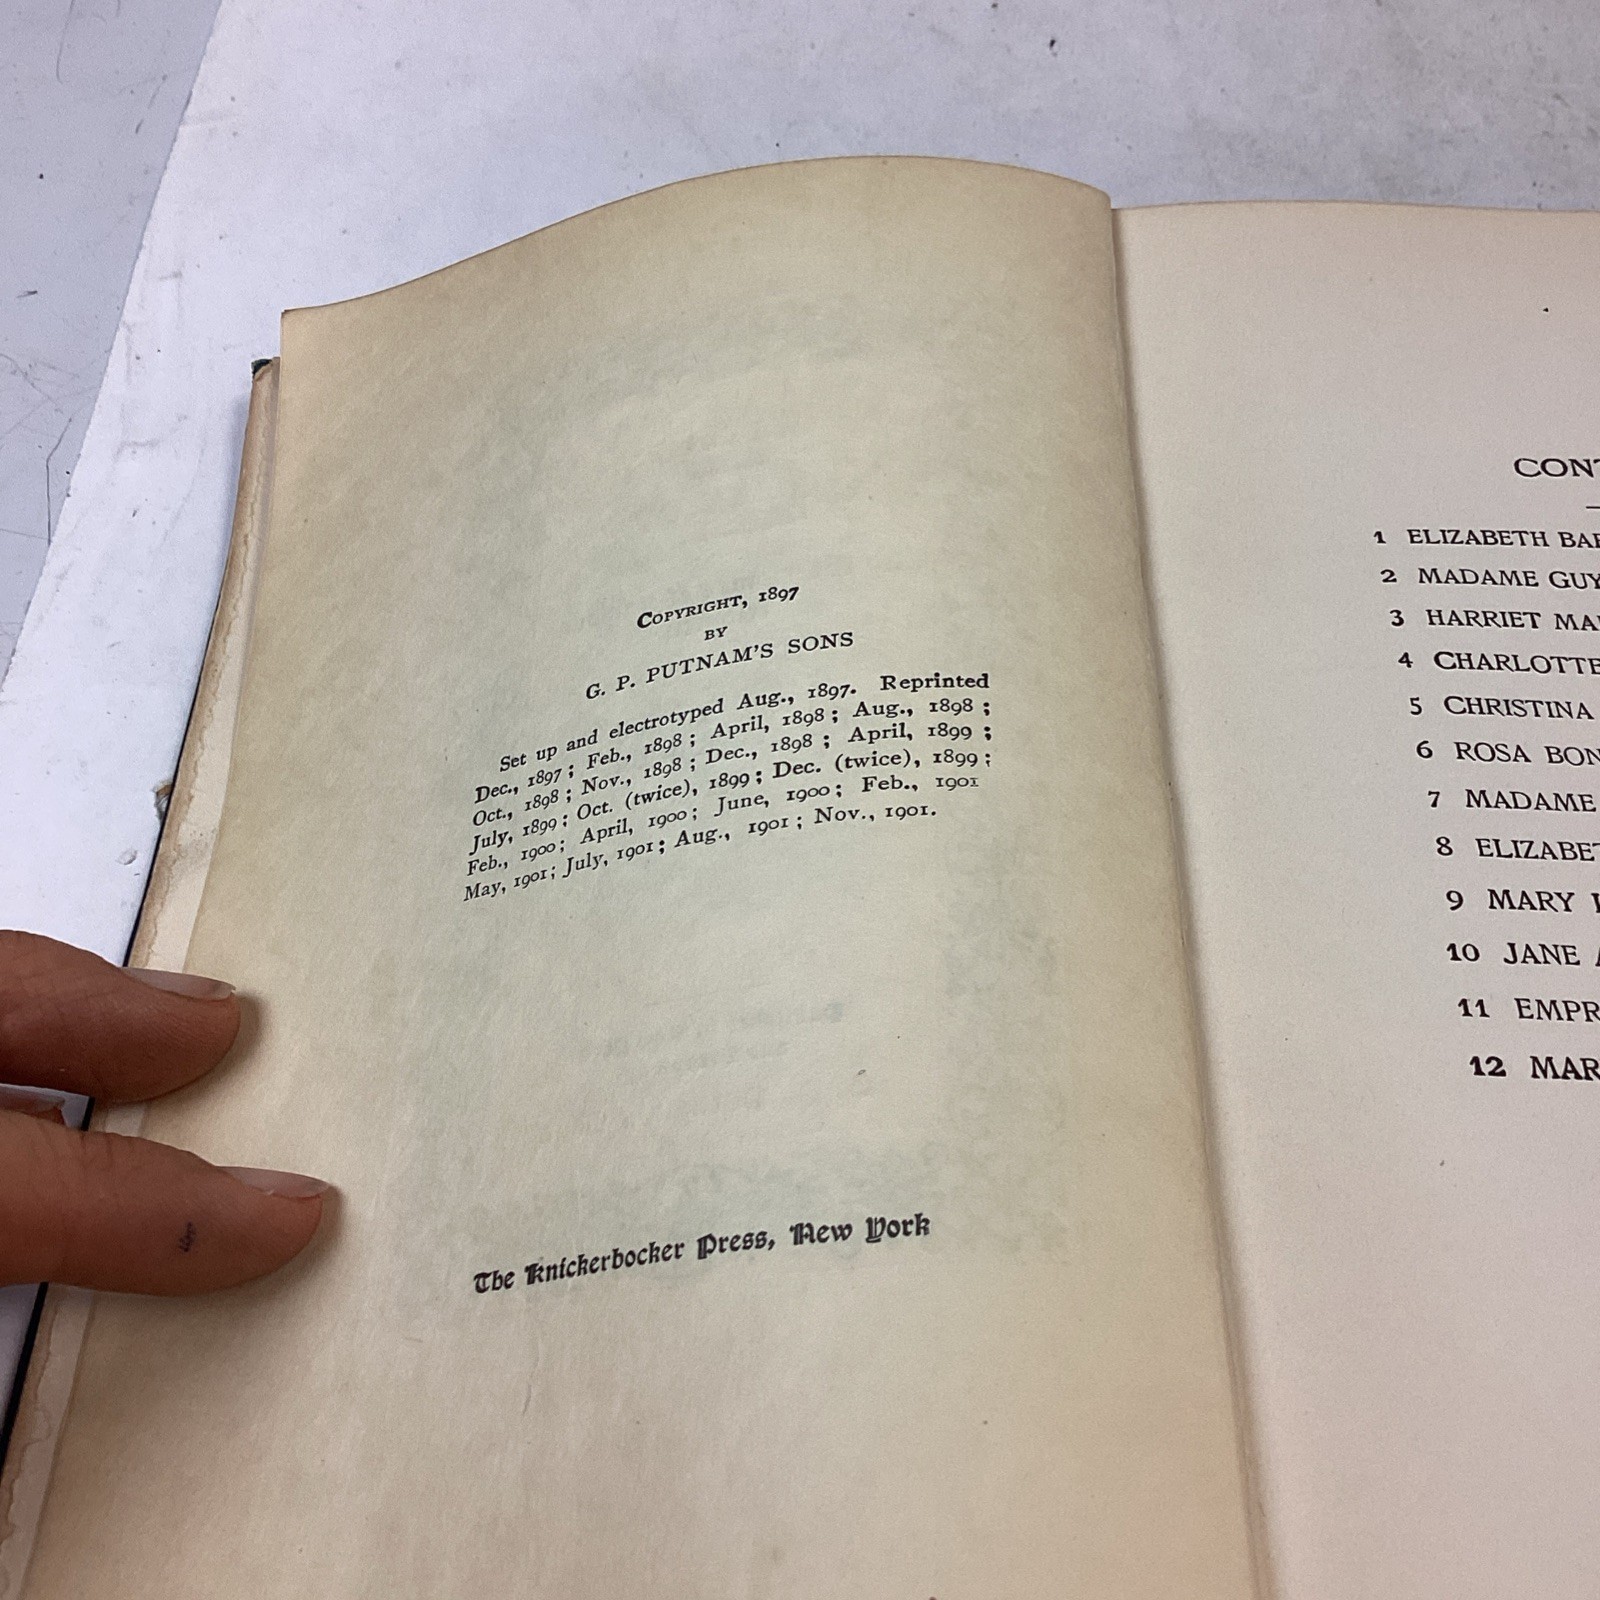 COPYRIGHT, 1897
BY
G. P. PUTNAM'S SONS
Set up and electrotyped Aug., 1897. Reprinted
Dec., 1897; Feb., 1898; April, 1898; Aug., 1898;
Oct., 1898; Nov., 1898; Dec., 1898; April, 1899;
July, 1899; Oct. (twice), 1899; Dec. (twice), 1899;
Feb., 1900; April, 1900; June, 1900; Feb., 1901
May, 1901; July, 1901; Aug., 1901; Nov., 1901.
The Knickerbocker Press, New York
1 ELIZABETH
2 MADAME
3 HARRIET
4 CHARLOTTE
5 CHRISTINA
6 ROSA
7 MADAME
8
9 MARY
10 JANE
11
12